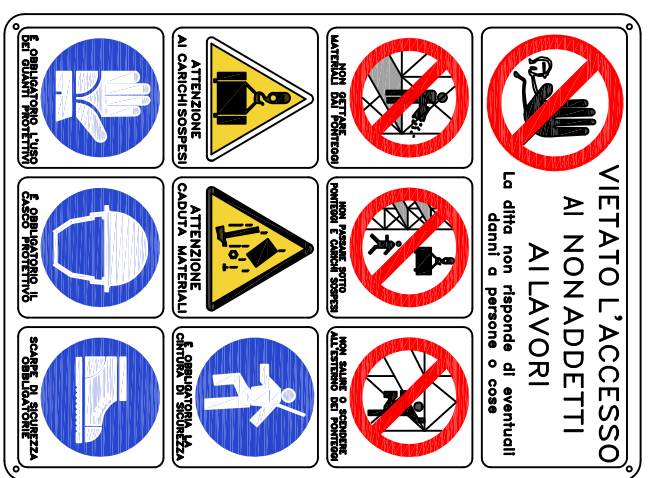 VIETATO L'ACCESSO
AI NON ADDETTI
AI LAVORI
La ditta non risponde di eventuali
danni a persone o cose
NON GETTARE
MATERIALI DAI PONTEGGI
NON PASSARE SOTTO
PONTEGGI E CARICHI SOSPESI
NON SALIRE O SCENDERE
ALL'ESTERNO DEI PONTEGGI
ATTENZIONE
AI CARICHI SOSPESI
ATTENZIONE
CADUTA MATERIALI
È OBBLIGATORIA LA
CINTURA DI SICUREZZA
È OBBLIGATORIO L'USO
DEI GUANTI PROTETTIVI
È OBBLIGATORIO IL
CASCO PROTETTIVO
SCARPE DI SICUREZZA
OBBLIGATORIE